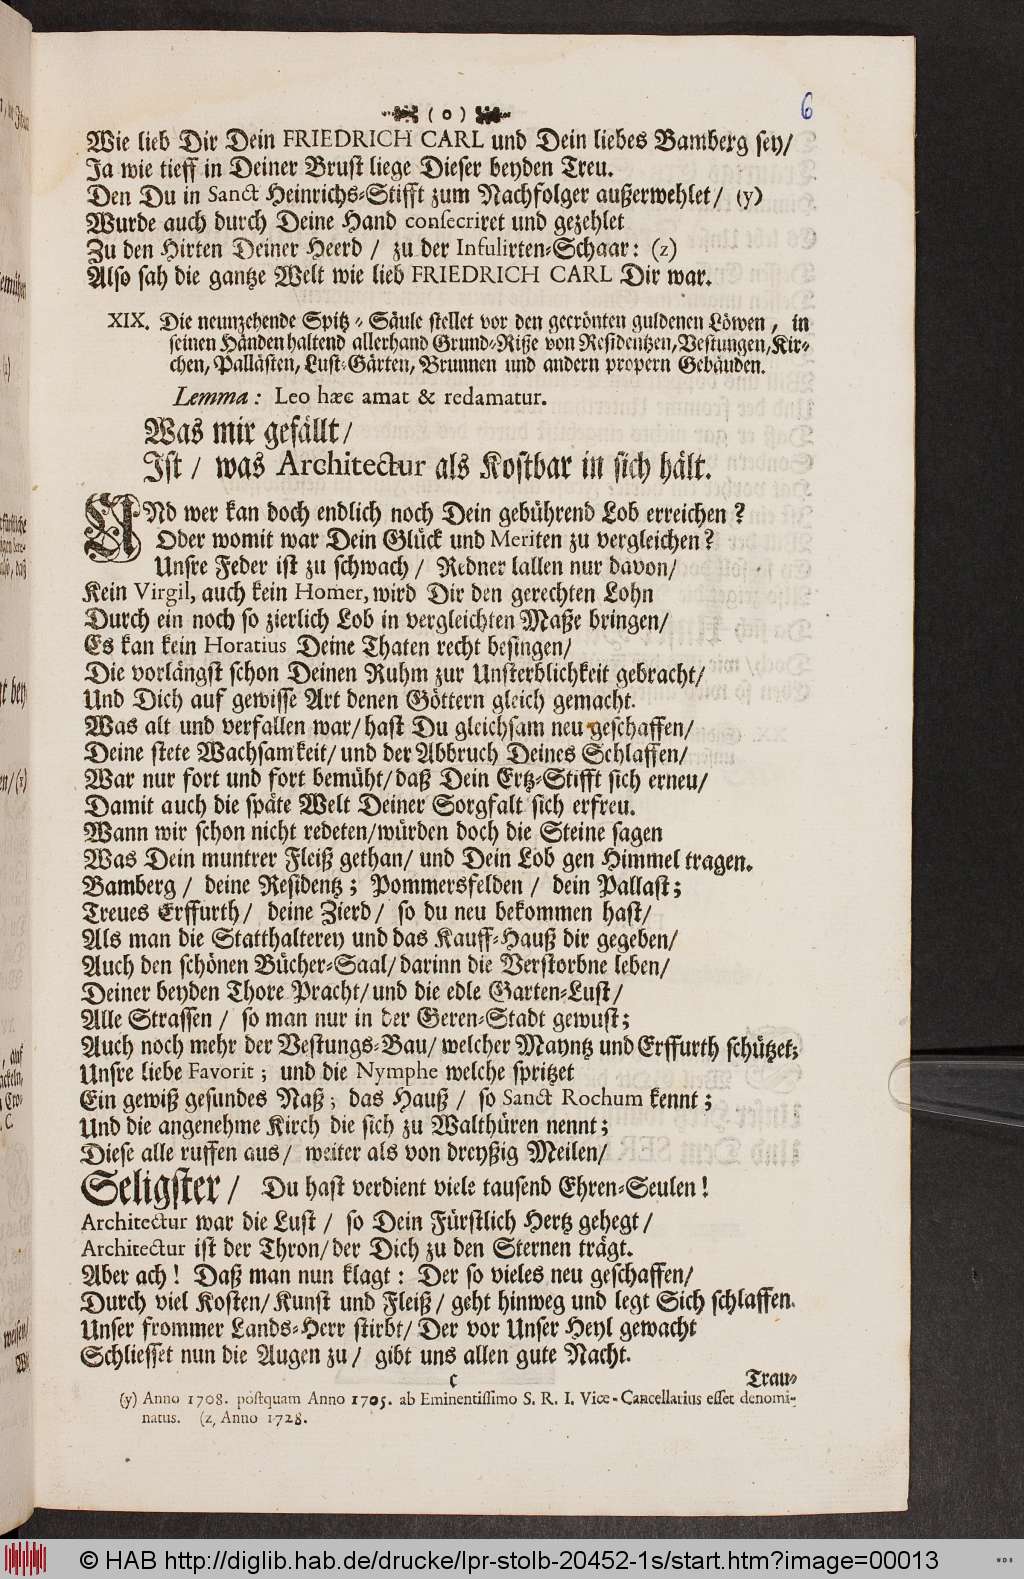 ( o )
6
Wie lieb Dir Dein FRIEDRICH CARL und Dein liebes Bamberg sey/
Ja wie tieff in Deiner Brust liege Dieser beyden Treu.
Den Du in Sanct Heinrichs-Stifft zum Nachfolger außerwehlet/ (y)
Wurde auch durch Deine Hand consecriret und gezehlet
Zu den Hirten Deiner Heerd / zu der Infulirten-Schaar: (z)
Also sah die gantze Welt wie lieb FRIEDRICH CARL Dir war.
XIX. Die neunzehende Spitz-Säule stellet vor den gecrönten guldenen Löwen, in
seinen Händen haltend allerhand Grund-Riße von Residentzen, Vestungen, Kir-
chen, Pallästen, Lust-Gärten, Brunnen und andern propern Gebäuden.
Lemma: Leo hæc amat & redamatur.
Was mir gefällt/
Ist / was Architectur als Kostbar in sich hält.
UNd wer kan doch endlich noch Dein gebührend Lob erreichen?
Oder womit war Dein Glück und Meriten zu vergleichen?
Unsre Feder ist zu schwach / Redner lallen nur davon/
Kein Virgil, auch kein Homer, wird Dir den gerechten Lohn
Durch ein noch so zierlich Lob in vergleichten Maße bringen/
Es kan kein Horatius Deine Thaten recht besingen/
Die vorlängst schon Deinen Ruhm zur Unsterblichkeit gebracht/
Und Dich auf gewisse Art denen Göttern gleich gemacht.
Was alt und verfallen war/ hast Du gleichsam neu geschaffen/
Deine stete Wachsamkeit/ und der Abbruch Deines Schlaffen/
War nur fort und fort bemüht/ daß Dein Ertz-Stifft sich erneu/
Damit auch die späte Welt Deiner Sorgfalt sich erfreu.
Wann wir schon nicht redeten/ würden doch die Steine sagen
Was Dein muntrer Fleiß gethan/ und Dein Lob gen Himmel tragen.
Bamberg / deine Residentz; Pommersfelden / dein Pallast;
Treues Erffurth/ deine Zierd/ so du neu bekommen hast/
Als man die Statthalterey und das Kauff-Hauß dir gegeben/
Auch den schönen Bücher-Saal/ darinn die Verstorbne leben/
Deiner beyden Thore Pracht/ und die edle Garten-Lust/
Alle Strassen / so man nur in der Geren-Stadt gewust;
Auch noch mehr der Vestungs-Bau/ welcher Mayntz und Erffurth schützet;
Unsre liebe Favorit; und die Nymphe welche spritzet
Ein gewiß gesundes Naß; das Hauß / so Sanct Rochum kennt;
Und die angenehme Kirch die sich zu Walthüren nennt;
Diese alle ruffen aus/ weiter als von dreyßig Meilen/
Seligster / Du hast verdient viele tausend Ehren-Seulen!
Architectur war die Lust / so Dein Fürstlich Hertz gehegt/
Architectur ist der Thron/ der Dich zu den Sternen trägt.
Aber ach! Daß man nun klagt: Der so vieles neu geschaffen/
Durch viel Kosten/ Kunst und Fleiß/ geht hinweg und legt Sich schlaffen.
Unser frommer Lands-Herr stirbt/ Der vor Unser Heyl gewacht
Schliesset nun die Augen zu / gibt uns allen gute Nacht.
c Trau-
(y) Anno 1708. postquam Anno 1705. ab Eminentissimo S. R. I. Vice-Cancellarius esset denomi-
natus. (z, Anno 1728.
© HAB http://diglib.hab.de/drucke/lpr-stolb-20452-1s/start.htm?image=00013